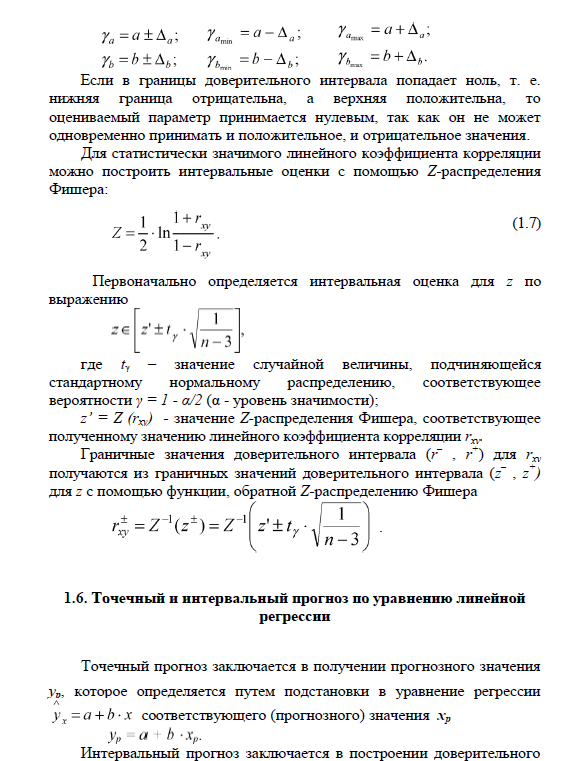 γ_a = a ± Δ_a; γ_{a_min} = a − Δ_a; γ_{a_max} = a + Δ_a;
γ_b = b ± Δ_b; γ_{b_min} = b − Δ_b; γ_{b_max} = b + Δ_b.
Если в границы доверительного интервала попадает ноль, т. е.
нижняя граница отрицательна, а верхняя положительна, то
оцениваемый параметр принимается нулевым, так как он не может
одновременно принимать и положительное, и отрицательное значения.
Для статистически значимого линейного коэффициента корреляции
можно построить интервальные оценки с помощью Z-распределения
Фишера:
Z = 1/2 · ln (1 + r_xy)/(1 − r_xy). (1.7)
Первоначально определяется интервальная оценка для z по
выражению
z ∈ [z' ± t_γ · √(1/(n − 3))],
где t_γ – значение случайной величины, подчиняющейся
стандартному нормальному распределению, соответствующее
вероятности γ = 1 - α/2 (α - уровень значимости);
z’ = Z (r_xy) - значение Z-распределения Фишера, соответствующее
полученному значению линейного коэффициента корреляции r_xy.
Граничные значения доверительного интервала (r⁻ , r⁺) для r_xy
получаются из граничных значений доверительного интервала (z⁻ , z⁺)
для z с помощью функции, обратной Z-распределению Фишера
r_xy^± = Z⁻¹(z^±) = Z⁻¹(z' ± t_γ · √(1/(n − 3))) .
1.6. Точечный и интервальный прогноз по уравнению линейной
регрессии
Точечный прогноз заключается в получении прогнозного значения
y_p, которое определяется путем подстановки в уравнение регрессии
ŷ_x = a + b · x соответствующего (прогнозного) значения x_p
y_p = a + b · x_p.
Интервальный прогноз заключается в построении доверительного